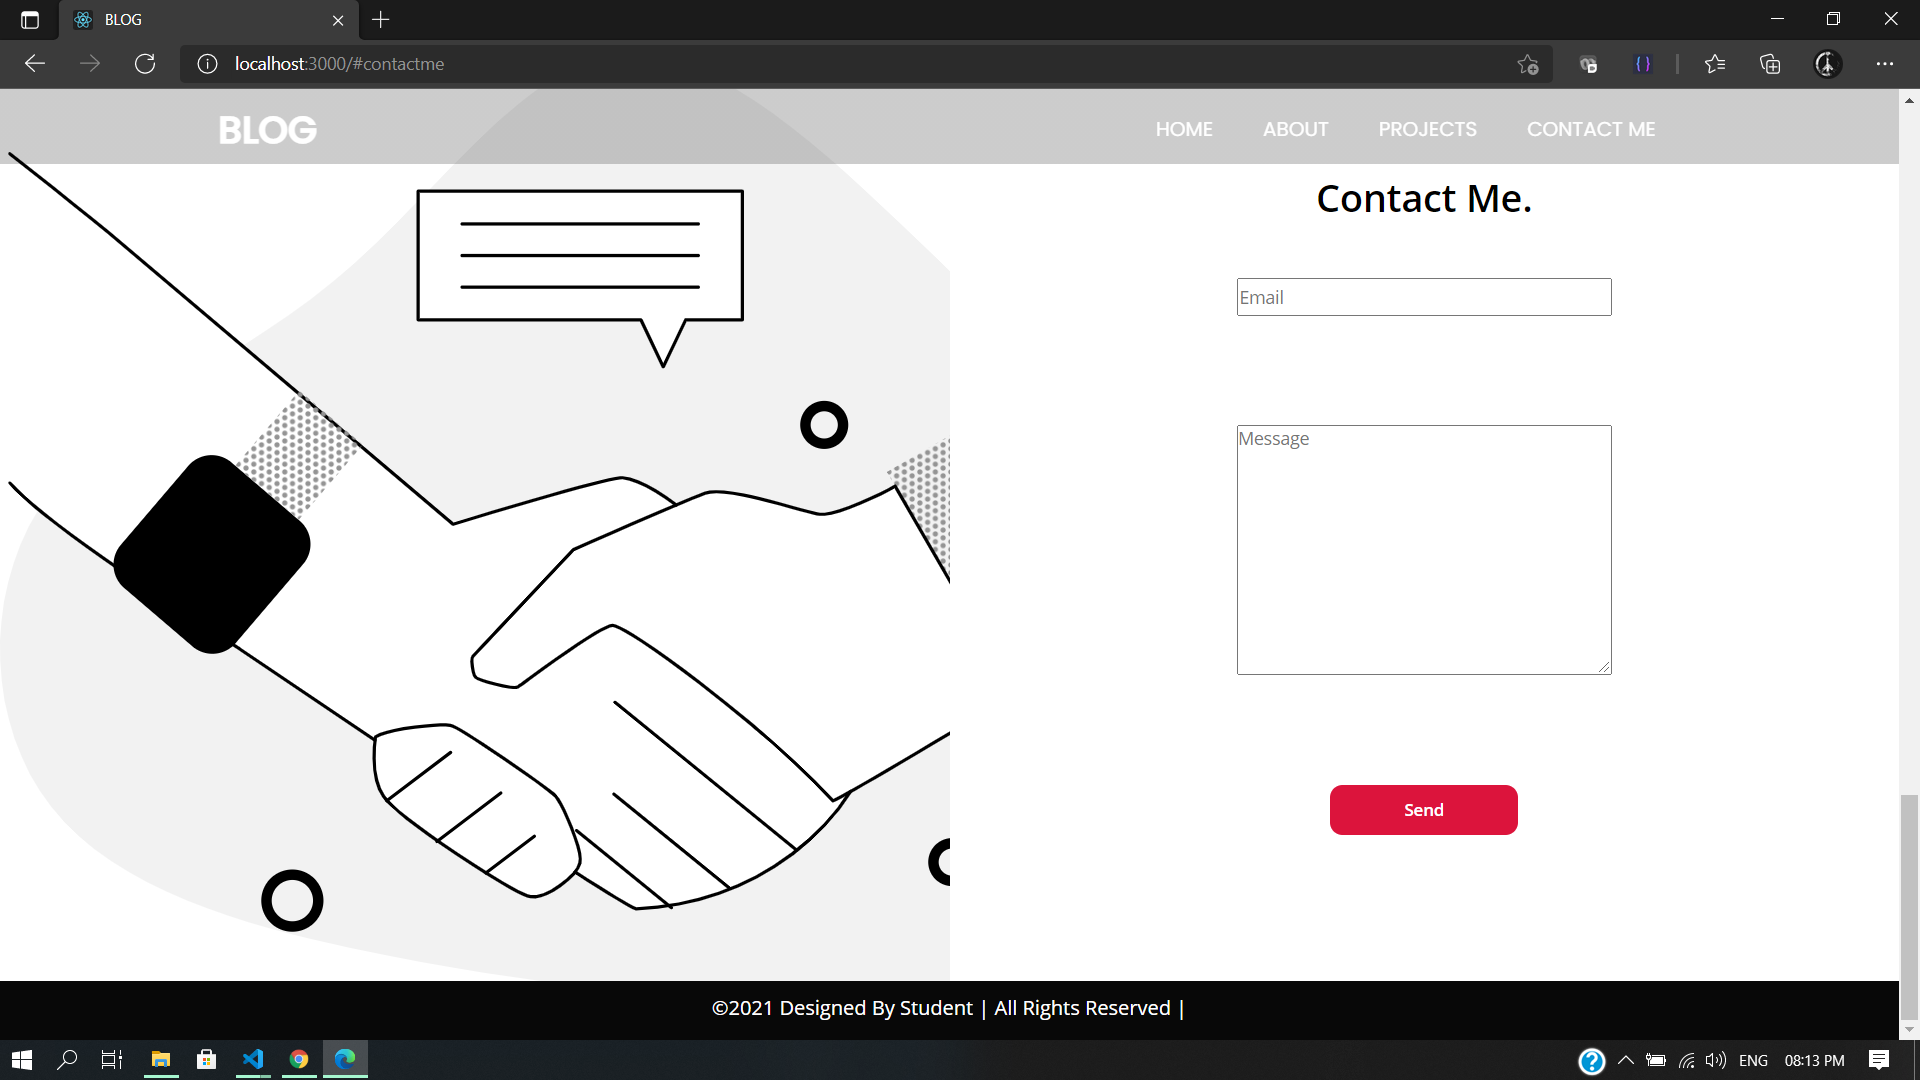 BLOG
localhost:3000/#contactme
BLOG
HOME
ABOUT
PROJECTS
CONTACT ME
Contact Me.
Email
Message
Send
©2021 Designed By Student | All Rights Reserved |
ENG
08:13 PM